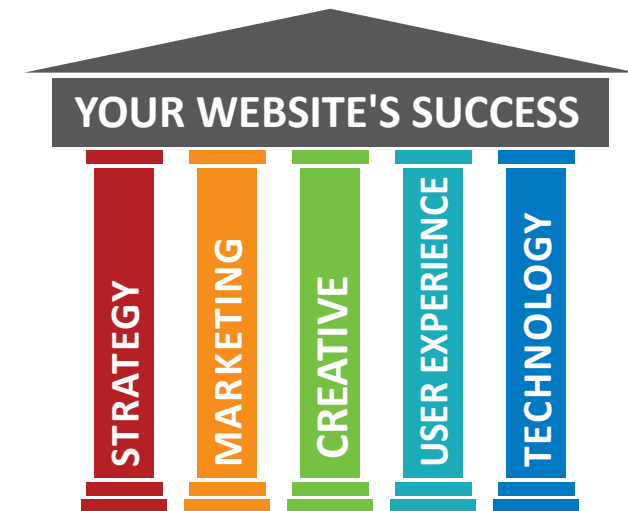 YOUR WEBSITE'S SUCCESS
STRATEGY
MARKETING
CREATIVE
USER EXPERIENCE
TECHNOLOGY